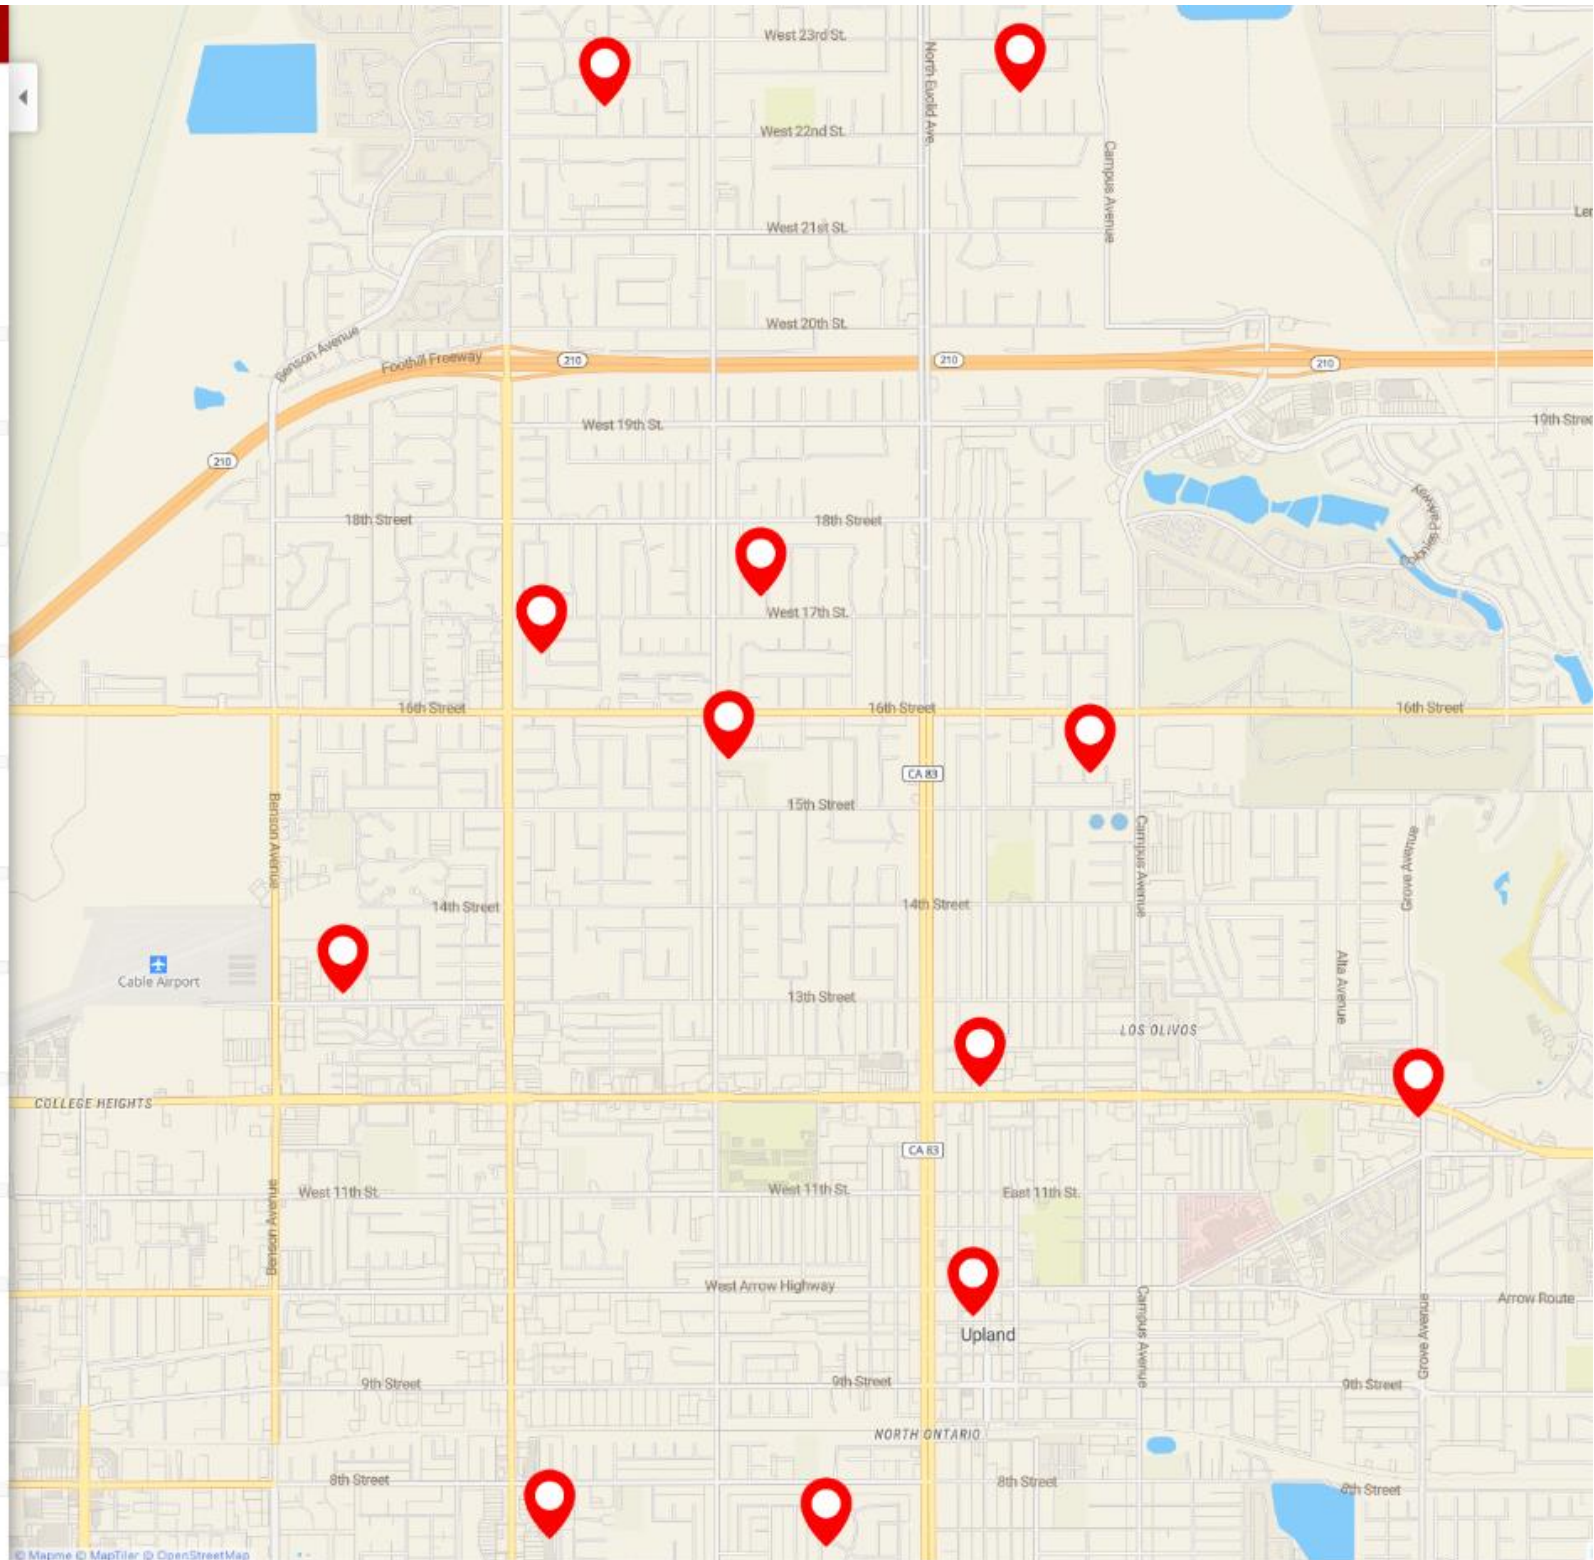 West 23rd St.
North Euclid Ave.
West 22nd St.
Campus Avenue
West 21st St.
Ler
West 20th St.
Benson Avenue
Foothill Freeway
210
210
210
19th Stree
West 19th St.
210
18th Street
18th Street
Colonies Parkway
West 17th St.
16th Street
16th Street
16th Street
CA 83
15th Street
Benson Avenue
Campus Avenue
Grove Avenue
14th Street
14th Street
Cable Airport
Alta Avenue
13th Street
LOS OLIVOS
COLLEGE HEIGHTS
CA 83
West 11th St.
West 11th St.
East 11th St.
Benson Avenue
West Arrow Highway
Arrow Route
Campus Avenue
Grove Avenue
Upland
9th Street
9th Street
9th Street
NORTH ONTARIO
8th Street
8th Street
8th Street
© Mapme © MapTiler © OpenStreetMap